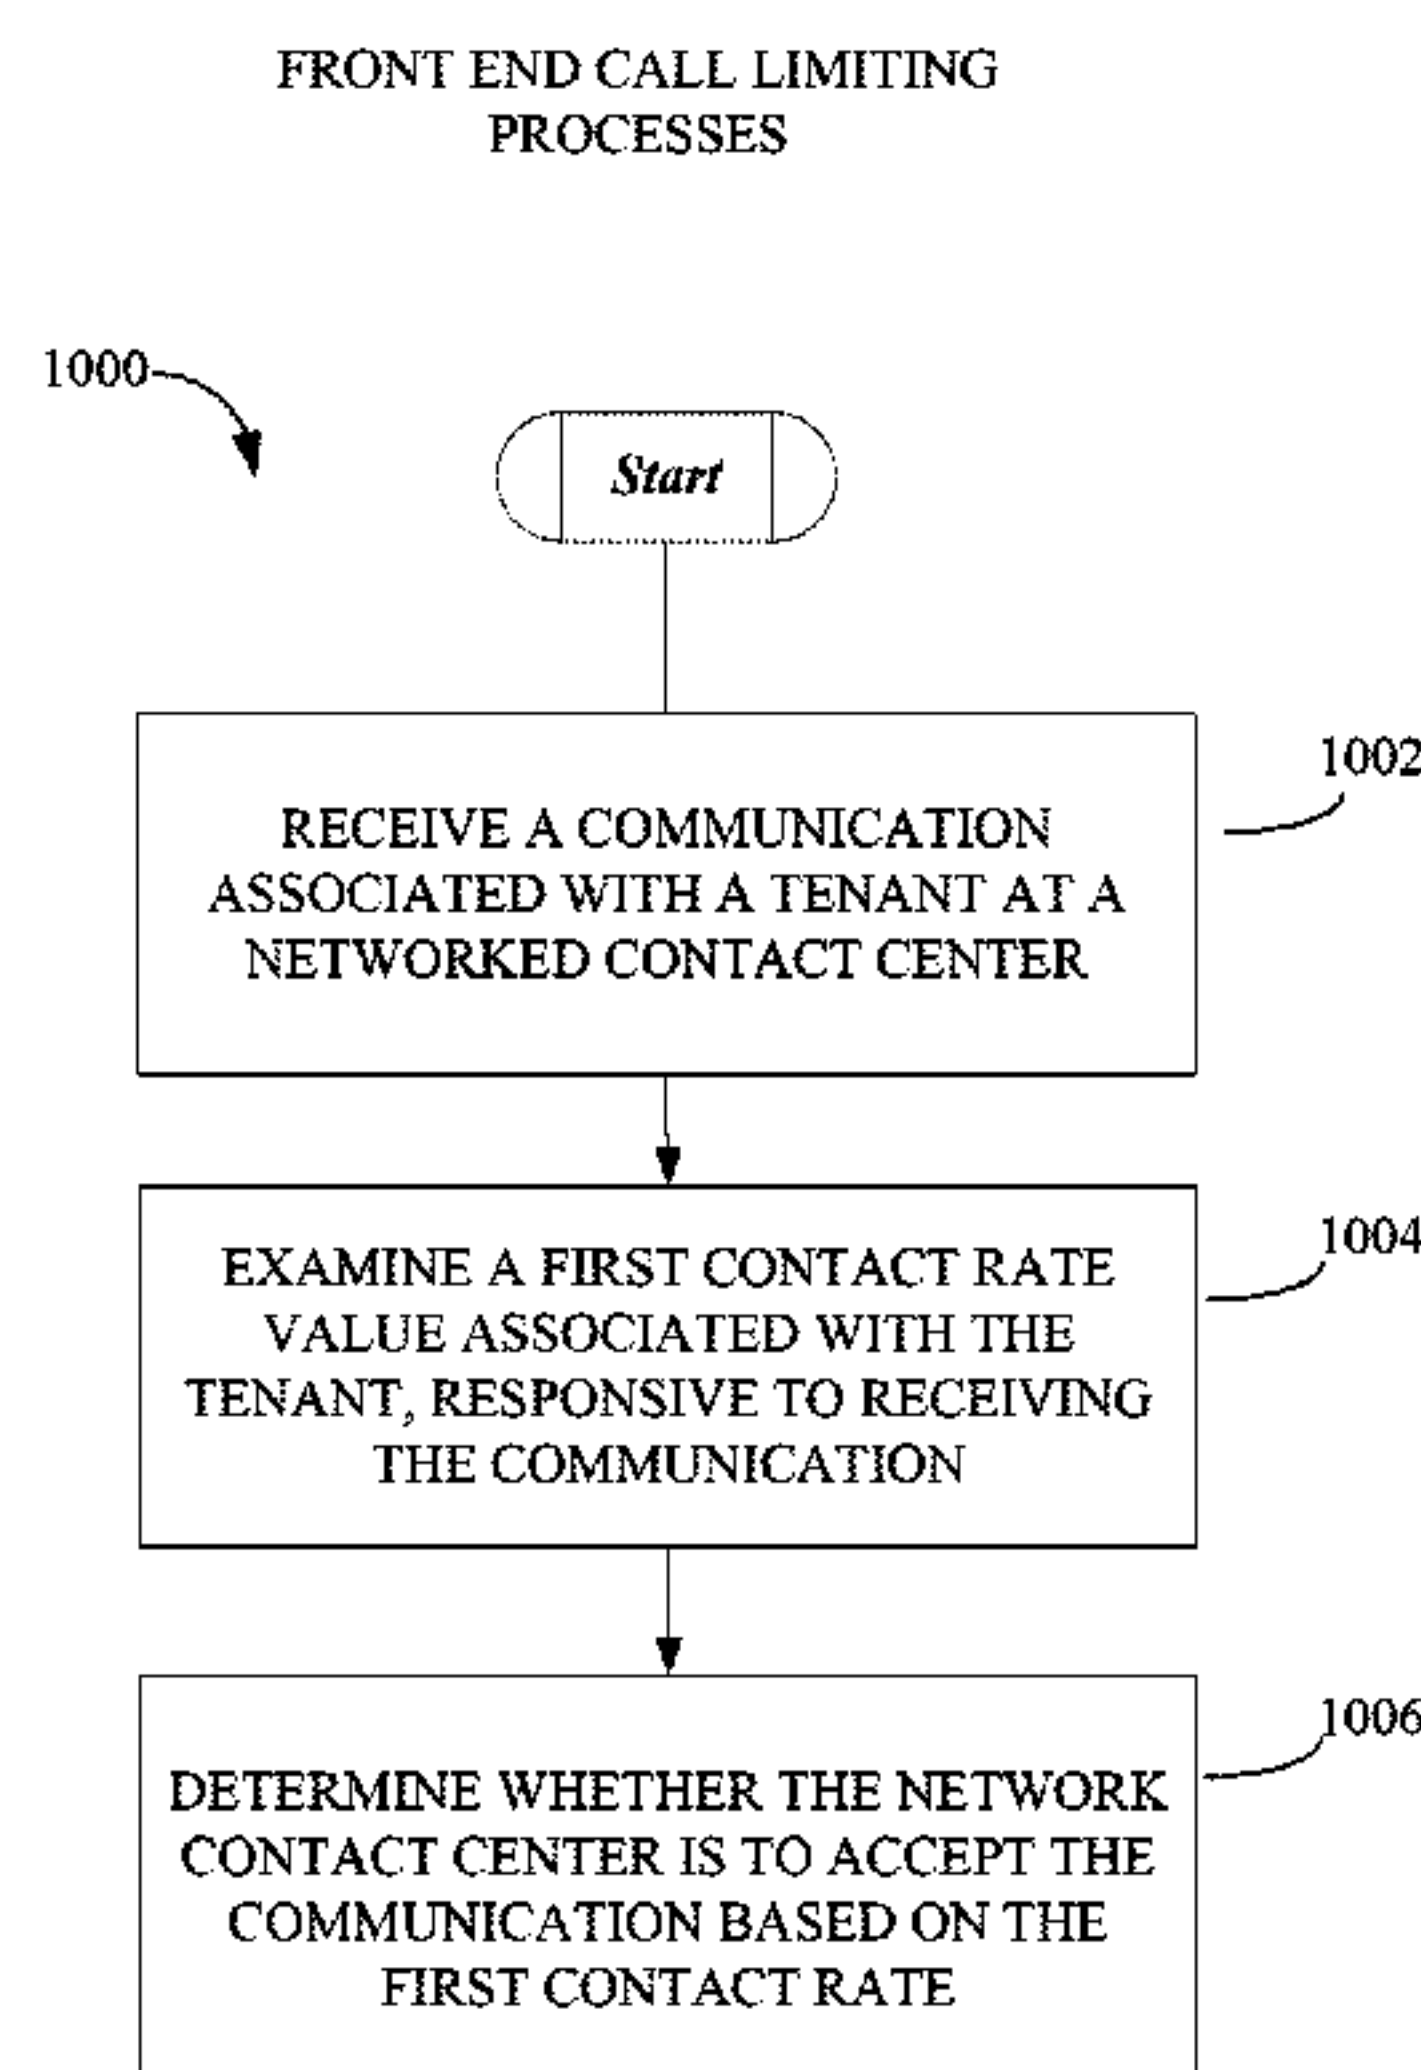 FRONT END CALL LIMITING
PROCESSES
1000
Start
1002
RECEIVE A COMMUNICATION
ASSOCIATED WITH A TENANT AT A
NETWORKED CONTACT CENTER
1004
EXAMINE A FIRST CONTACT RATE
VALUE ASSOCIATED WITH THE
TENANT, RESPONSIVE TO RECEIVING
THE COMMUNICATION
1006
DETERMINE WHETHER THE NETWORK
CONTACT CENTER IS TO ACCEPT THE
COMMUNICATION BASED ON THE
FIRST CONTACT RATE